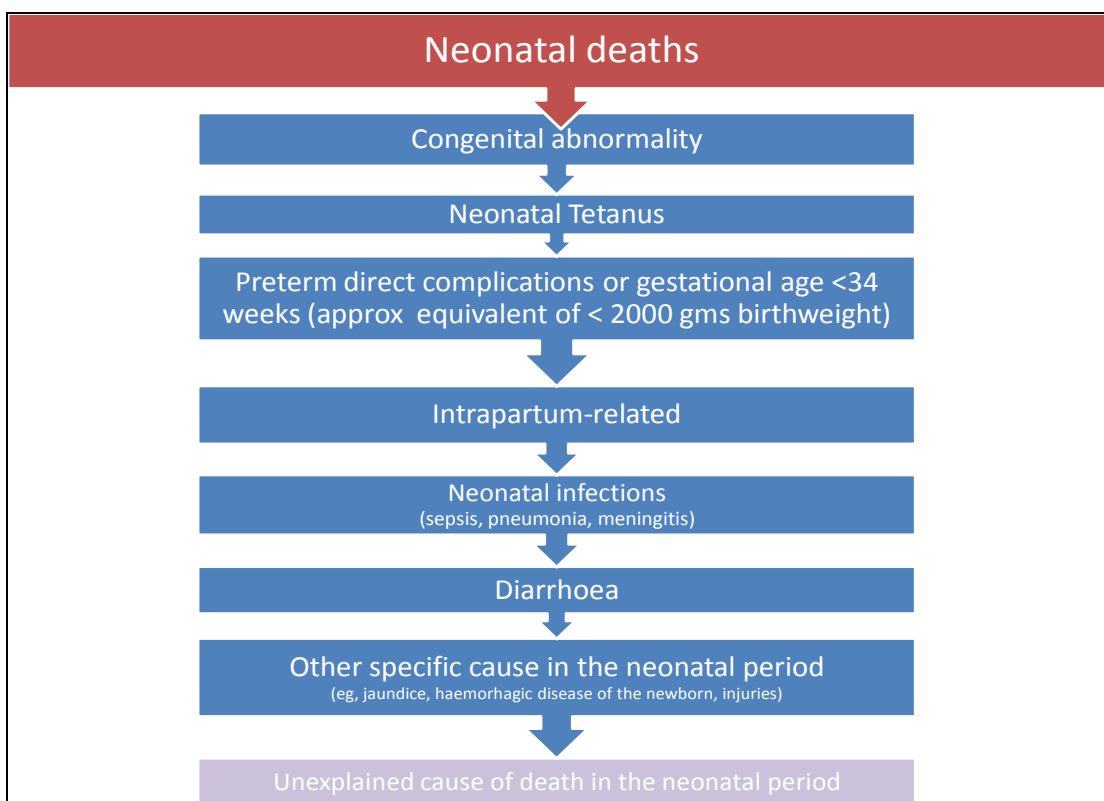 Neonatal deaths
Congenital abnormality
Neonatal Tetanus
Preterm direct complications or gestational age <34
weeks (approx equivalent of < 2000 gms birthweight)
Intrapartum-related
Neonatal infections
(sepsis, pneumonia, meningitis)
Diarrhoea
Other specific cause in the neonatal period
(eg, jaundice, haemorhagic disease of the newborn, injuries)
Unexplained cause of death in the neonatal period